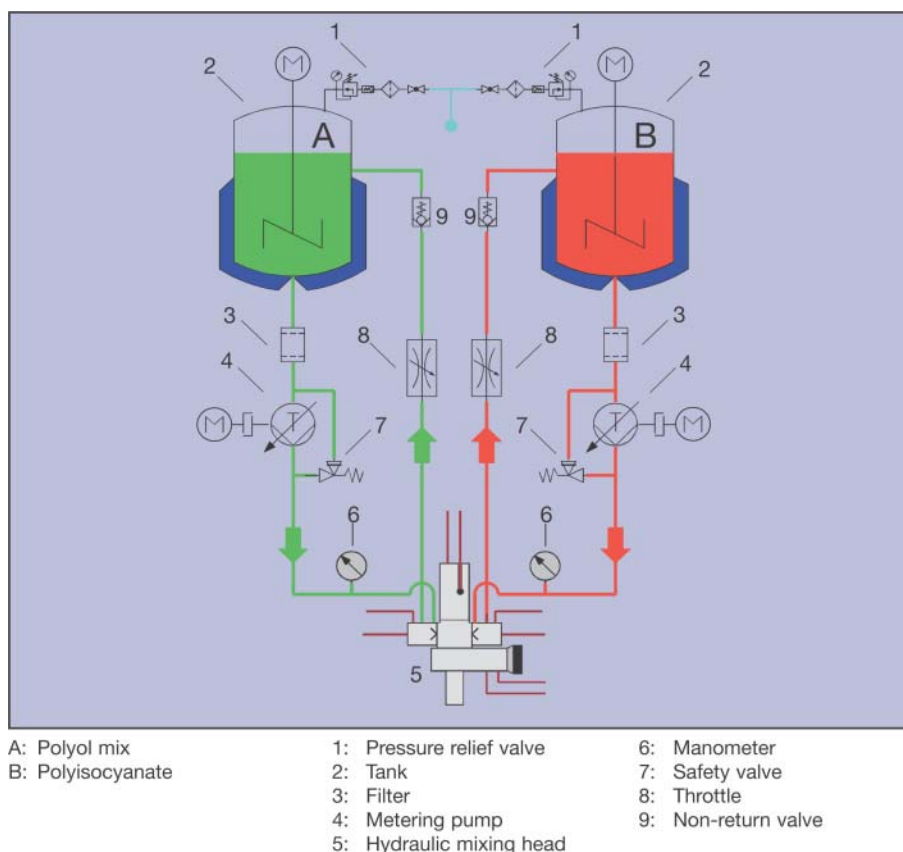 1 1
2 M M 2
A B
9 9
3 3
8 8
4 4
M T T M
7 7
6 6
5
A: Polyol mix
B: Polyisocyanate
1: Pressure relief valve
2: Tank
3: Filter
4: Metering pump
5: Hydraulic mixing head
6: Manometer
7: Safety valve
8: Throttle
9: Non-return valve